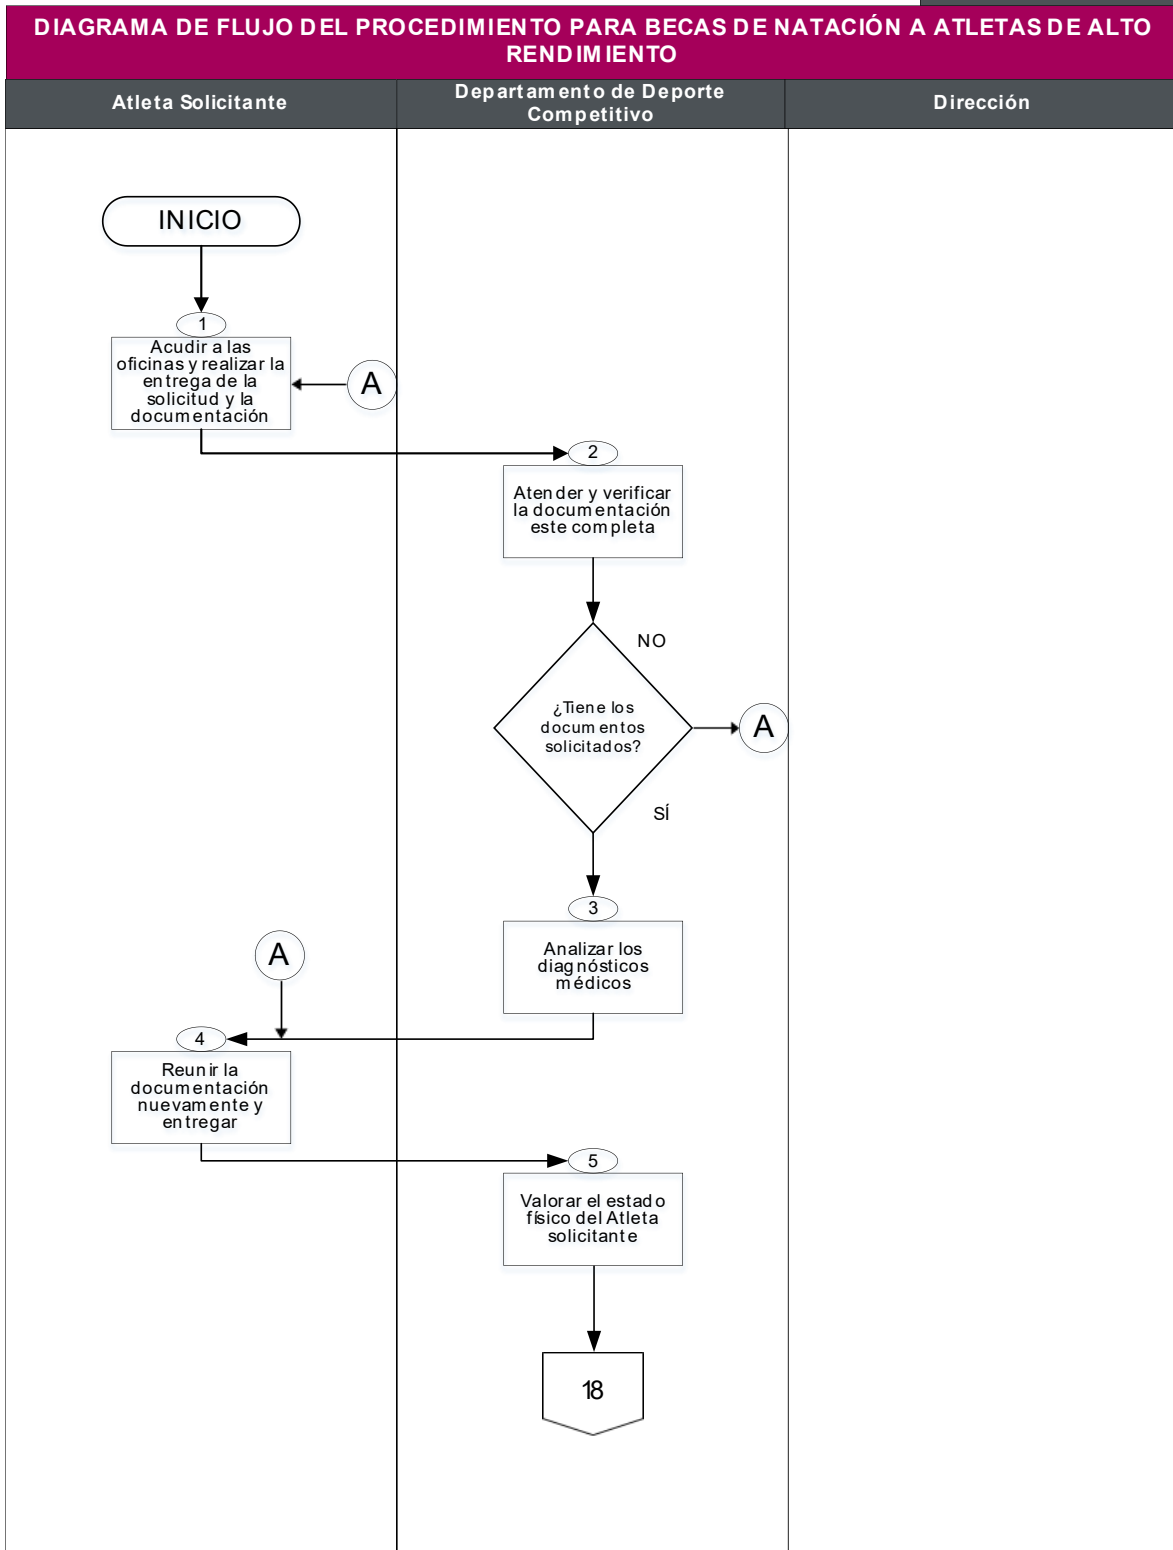 DIAGRAMA DE FLUJO DEL PROCEDIMIENTO PARA BECAS DE NATACIÓN A ATLETAS DE ALTO
RENDIMIENTO
Atleta Solicitante
Departamento de Deporte
Competitivo
Dirección
INICIO
1
Acudir a las
oficinas y realizar la
entrega de la
solicitud y la
documentación
A
2
Atender y verificar
la documentación
este completa
NO
¿Tiene los
documentos
solicitados?
A
SÍ
3
Analizar los
diagnósticos
médicos
A
4
Reunir la
documentación
nuevamente y
entregar
5
Valorar el estado
físico del Atleta
solicitante
18